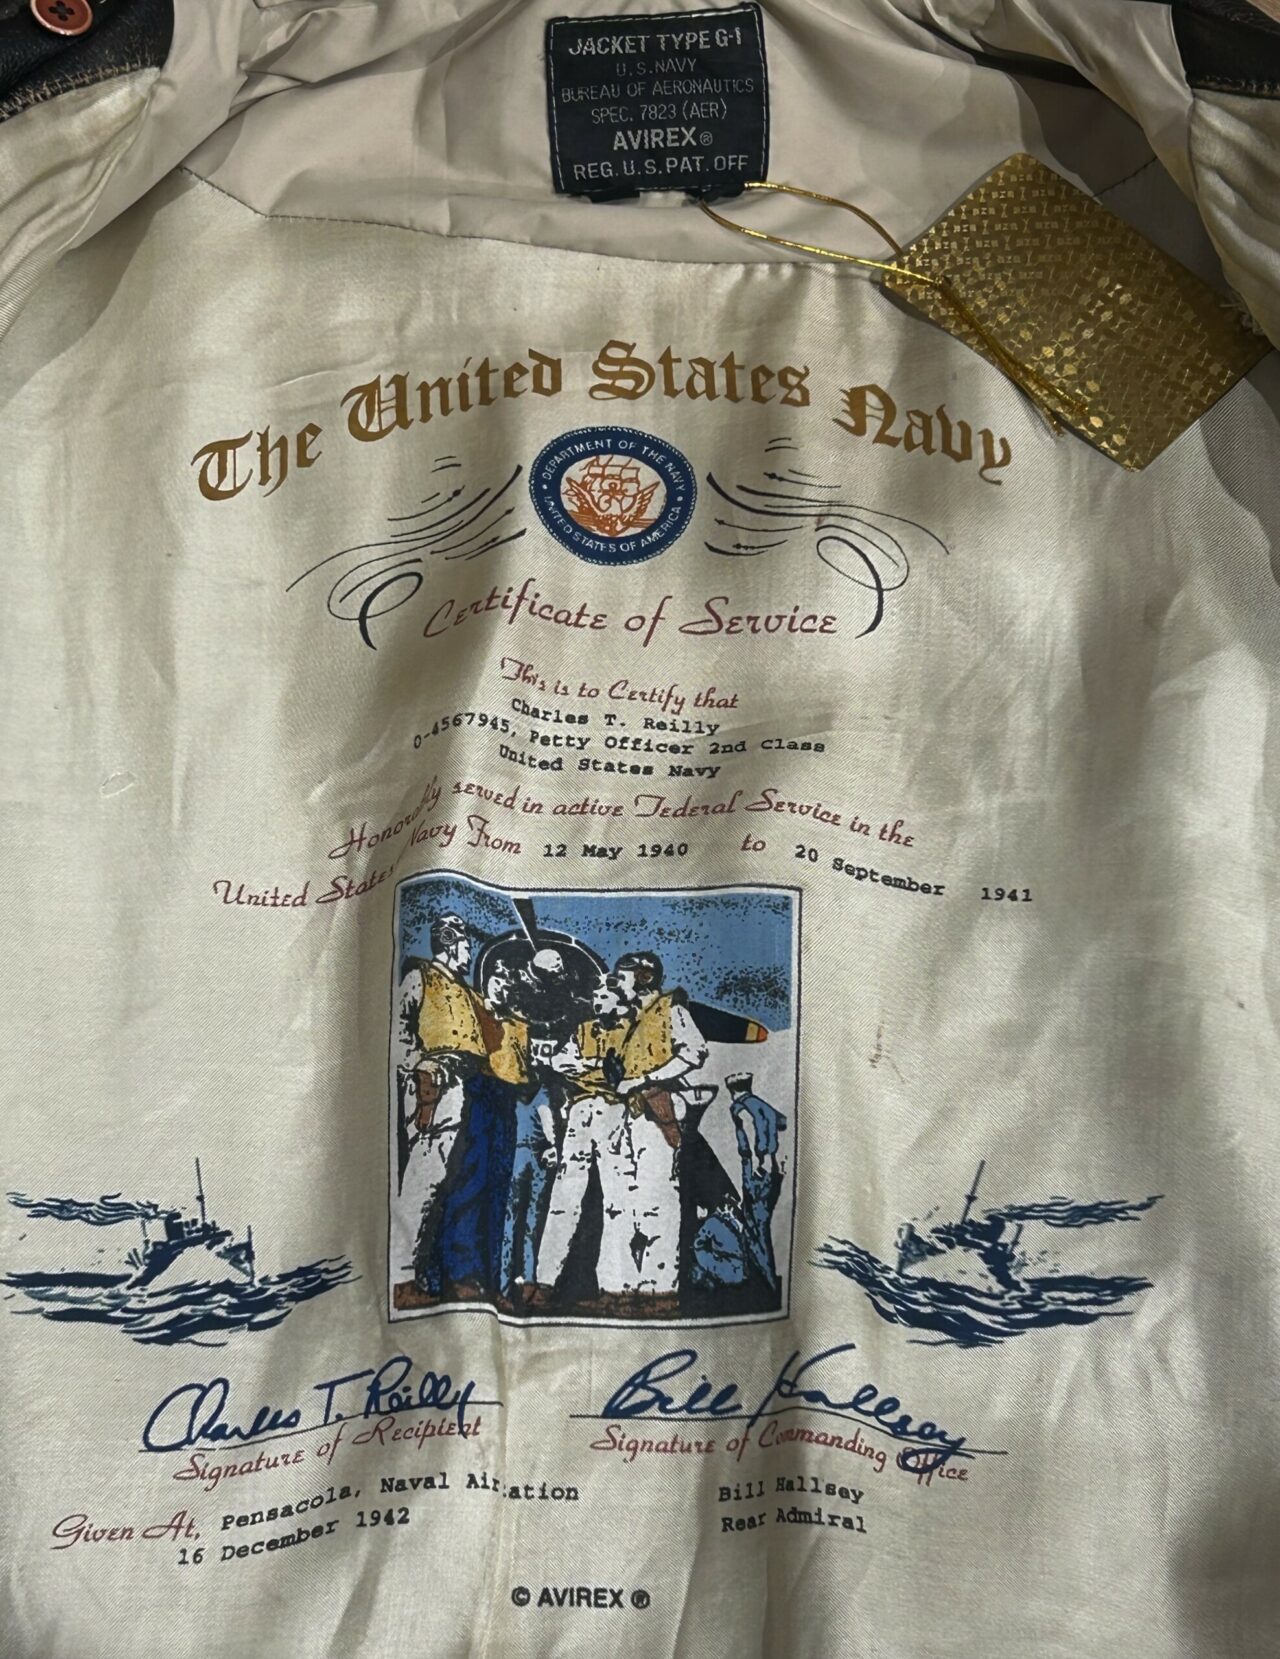 JACKET TYPE G-1
U.S. NAVY
BUREAU OF AERONAUTICS
SPEC. 7823 (AER)
AVIREX®
REG. U.S. PAT. OFF
The United States Navy
DEPARTMENT OF THE NAVY
UNITED STATES OF AMERICA
Certificate of Service
This is to Certify that
Charles T. Reilly
O-4567945, Petty Officer 2nd Class
United States Navy
Honorably served in active Federal Service in the
United States Navy From 12 May 1940 to 20 September 1941
Charles T. Reilly
Signature of Recipient
Bill Hallsey
Signature of Commanding Office
Given At, Pensacola, Naval Air ation
16 December 1942
Bill Hallsey
Rear Admiral
© AVIREX ®